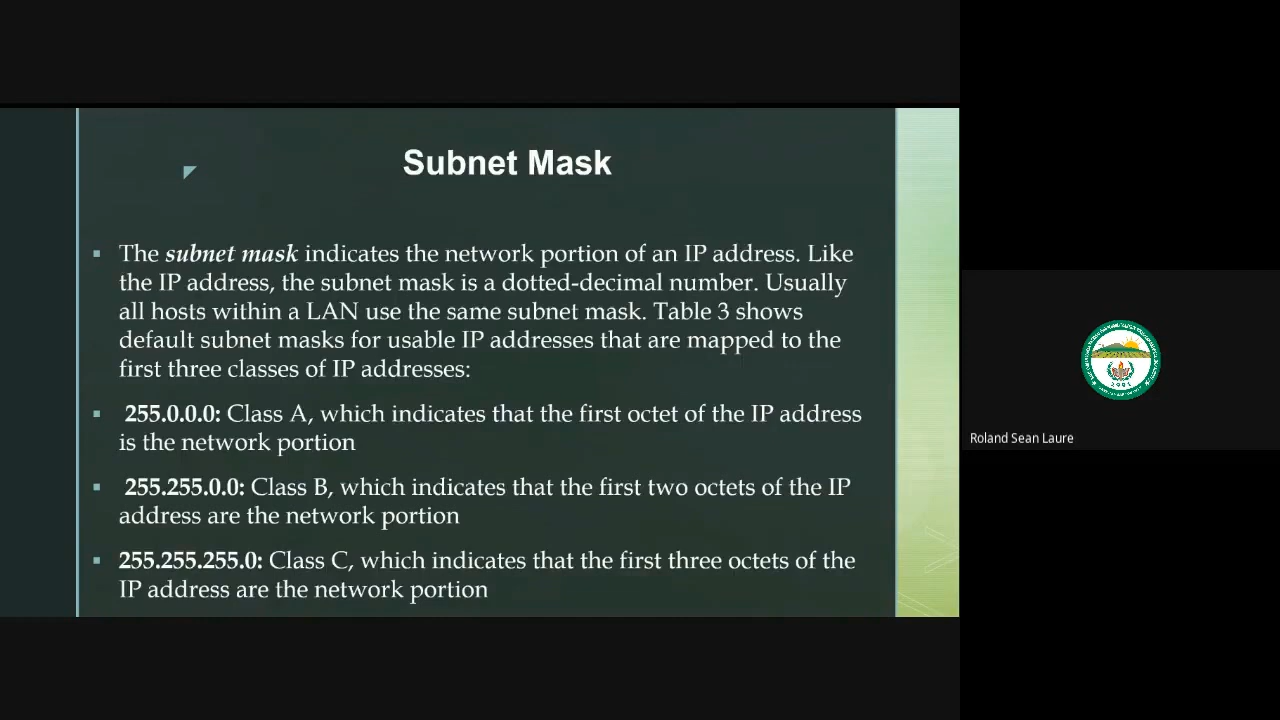 Subnet Mask
The subnet mask indicates the network portion of an IP address. Like
the IP address, the subnet mask is a dotted-decimal number. Usually
all hosts within a LAN use the same subnet mask. Table 3 shows
default subnet masks for usable IP addresses that are mapped to the
first three classes of IP addresses:
255.0.0.0: Class A, which indicates that the first octet of the IP address
is the network portion
255.255.0.0: Class B, which indicates that the first two octets of the IP
address are the network portion
255.255.255.0: Class C, which indicates that the first three octets of the
IP address are the network portion
Roland Sean Laure